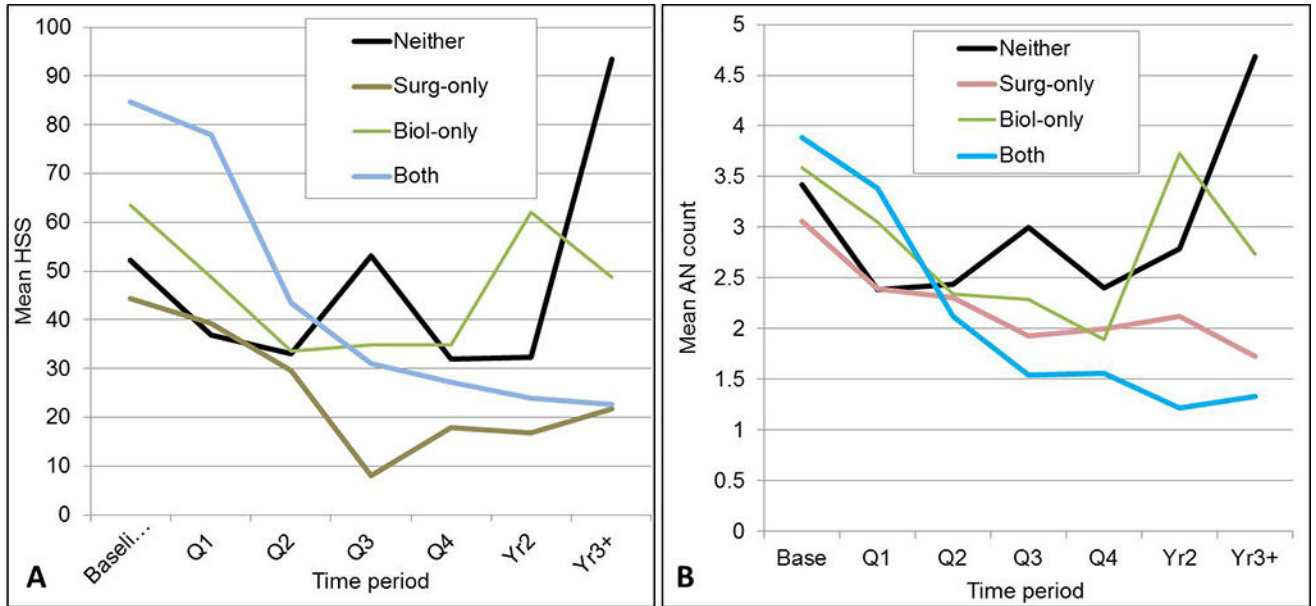 100
90
80
70
60
50
40
30
20
10
0
Mean HSS
Neither
Surg-only
Biol-only
Both
Baseli...
Q1
Q2
Q3
Q4
Yr2
Yr3+
Time period
A
5
4.5
4
3.5
3
2.5
2
1.5
1
0.5
0
Mean AN count
Neither
Surg-only
Biol-only
Both
Base
Q1
Q2
Q3
Q4
Yr2
Yr3+
Time period
B